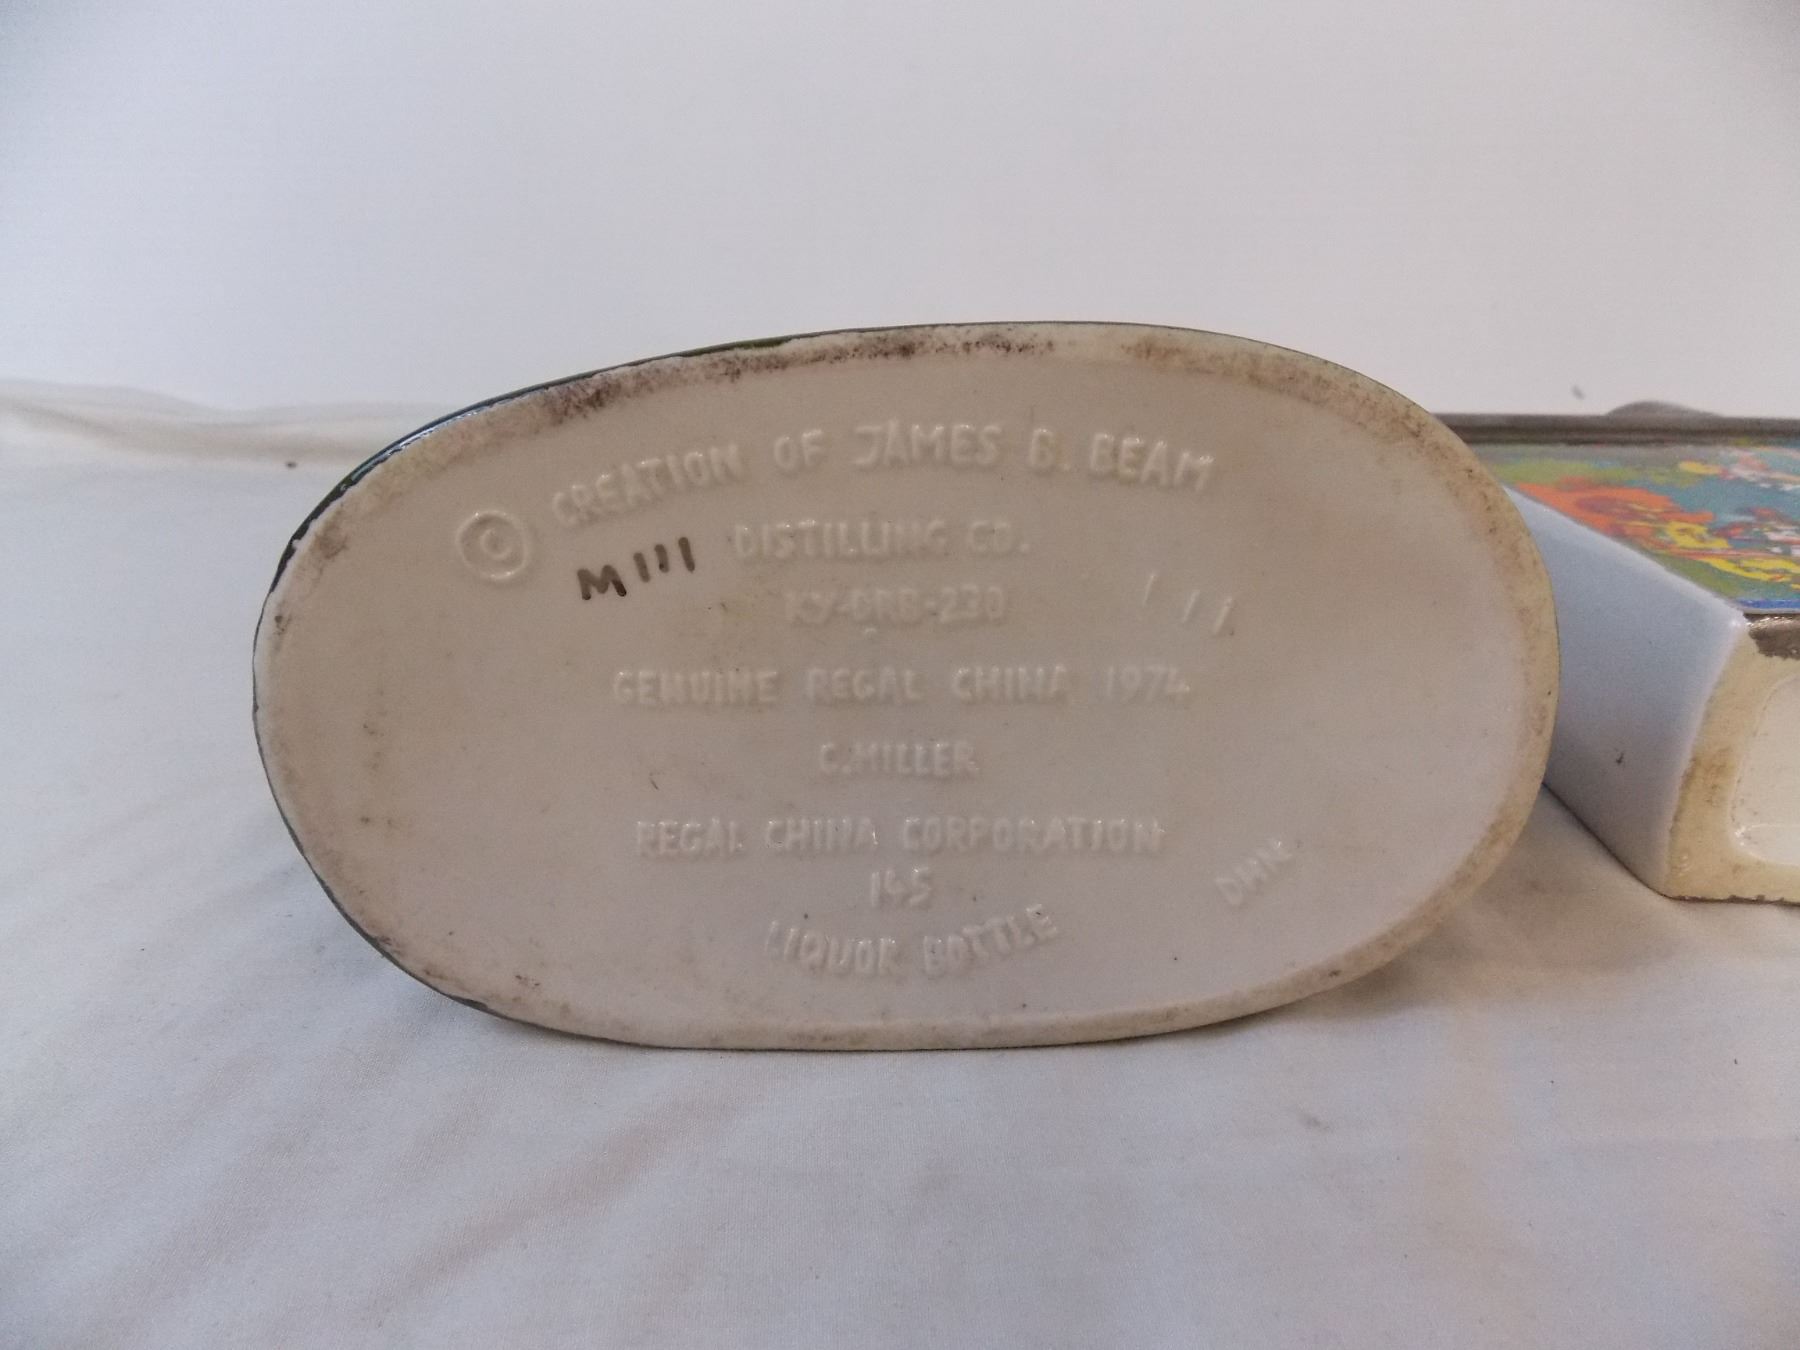 © CREATION OF JAMES B. BEAM
DISTILLING CO.
M III
KY-DRB-230
I I I
GENUINE REGAL CHINA 1974
C. MILLER
REGAL CHINA CORPORATION
145
LIQUOR BOTTLE